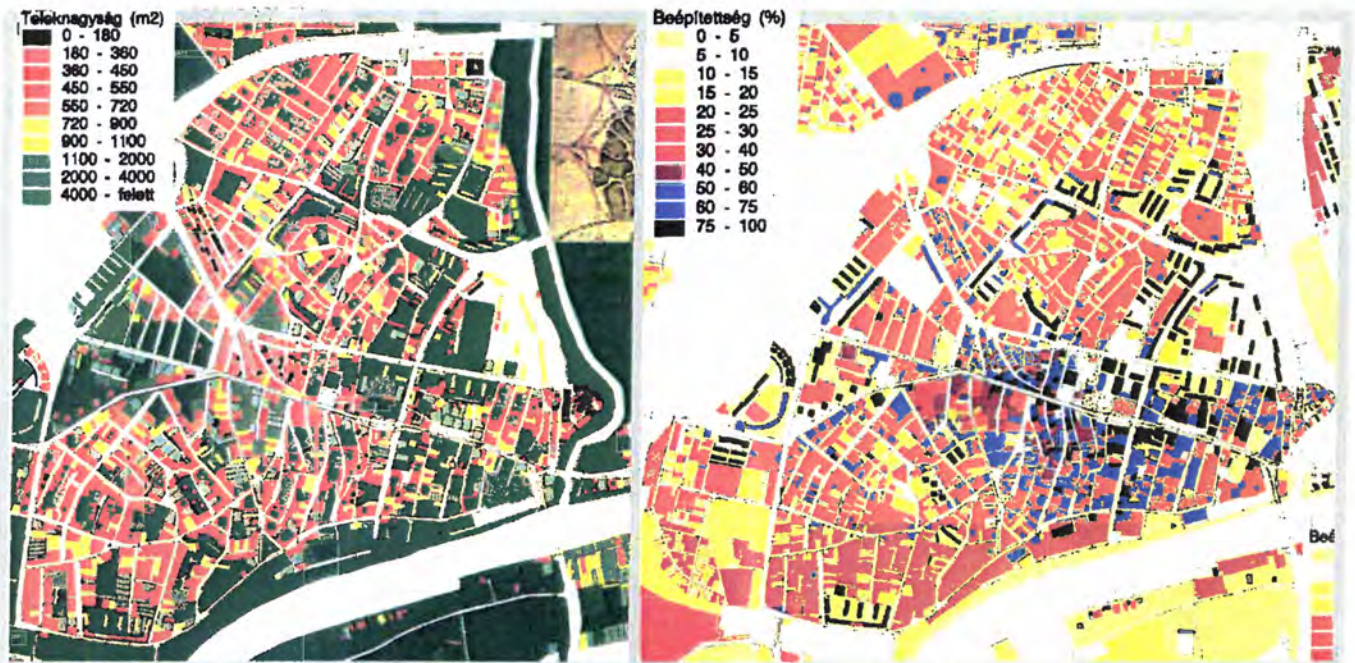 Teleknagyság (m2)
0 - 180
180 - 360
360 - 450
450 - 550
550 - 720
720 - 900
900 - 1100
1100 - 2000
2000 - 4000
4000 - felett
Beépítettség (%)
0 - 5
5 - 10
10 - 15
15 - 20
20 - 25
25 - 30
30 - 40
40 - 50
50 - 60
60 - 75
75 - 100
Beé